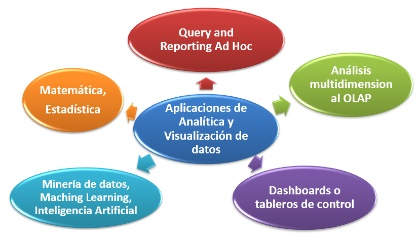 Query and
Reporting Ad Hoc
Matemática,
Estadística
Análisis
multidimension
al OLAP
Aplicaciones de
Analítica y
Visualización de
datos
Minería de datos,
Maching Learning,
Inteligencia Artificial
Dashboards o
tableros de control